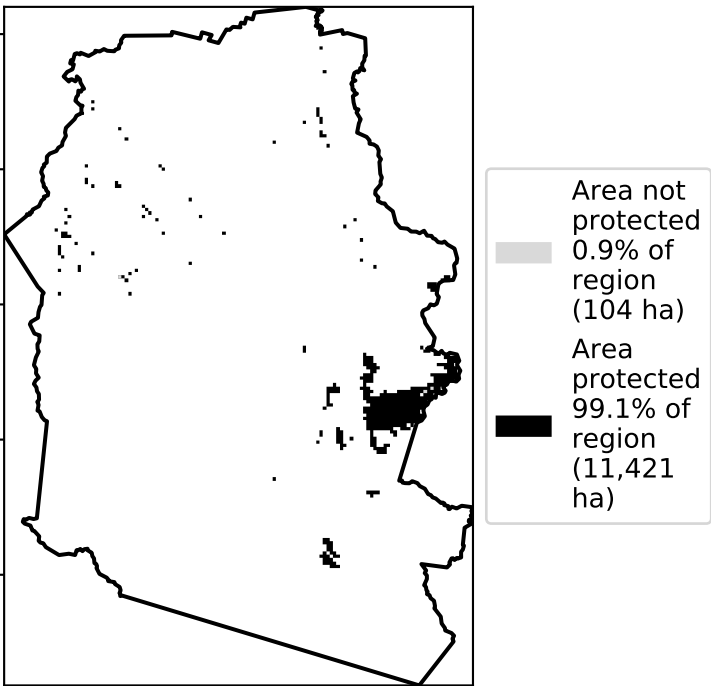 Area not
protected
0.9% of
region
(104 ha)
Area
protected
99.1% of
region
(11,421
ha)